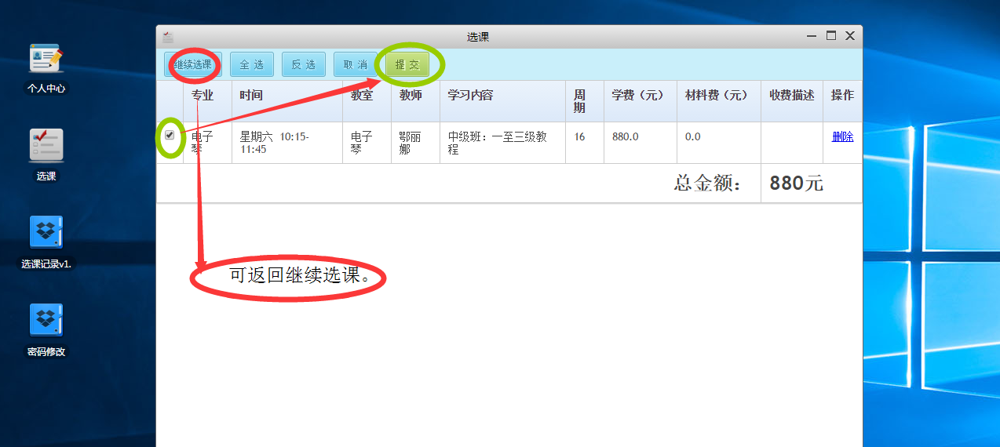 选课
继续选课 全选 反选 取消 提交
专业 时间 教室 教师 学习内容 周期 学费（元） 材料费（元） 收费描述 操作
电子琴 星期六 10:15-11:45 电子琴 鄂丽娜 中级班：一至三级教程 16 880.0 0.0 删除
总金额： 880元
可返回继续选课。
个人中心
选课
选课记录v1.
密码修改